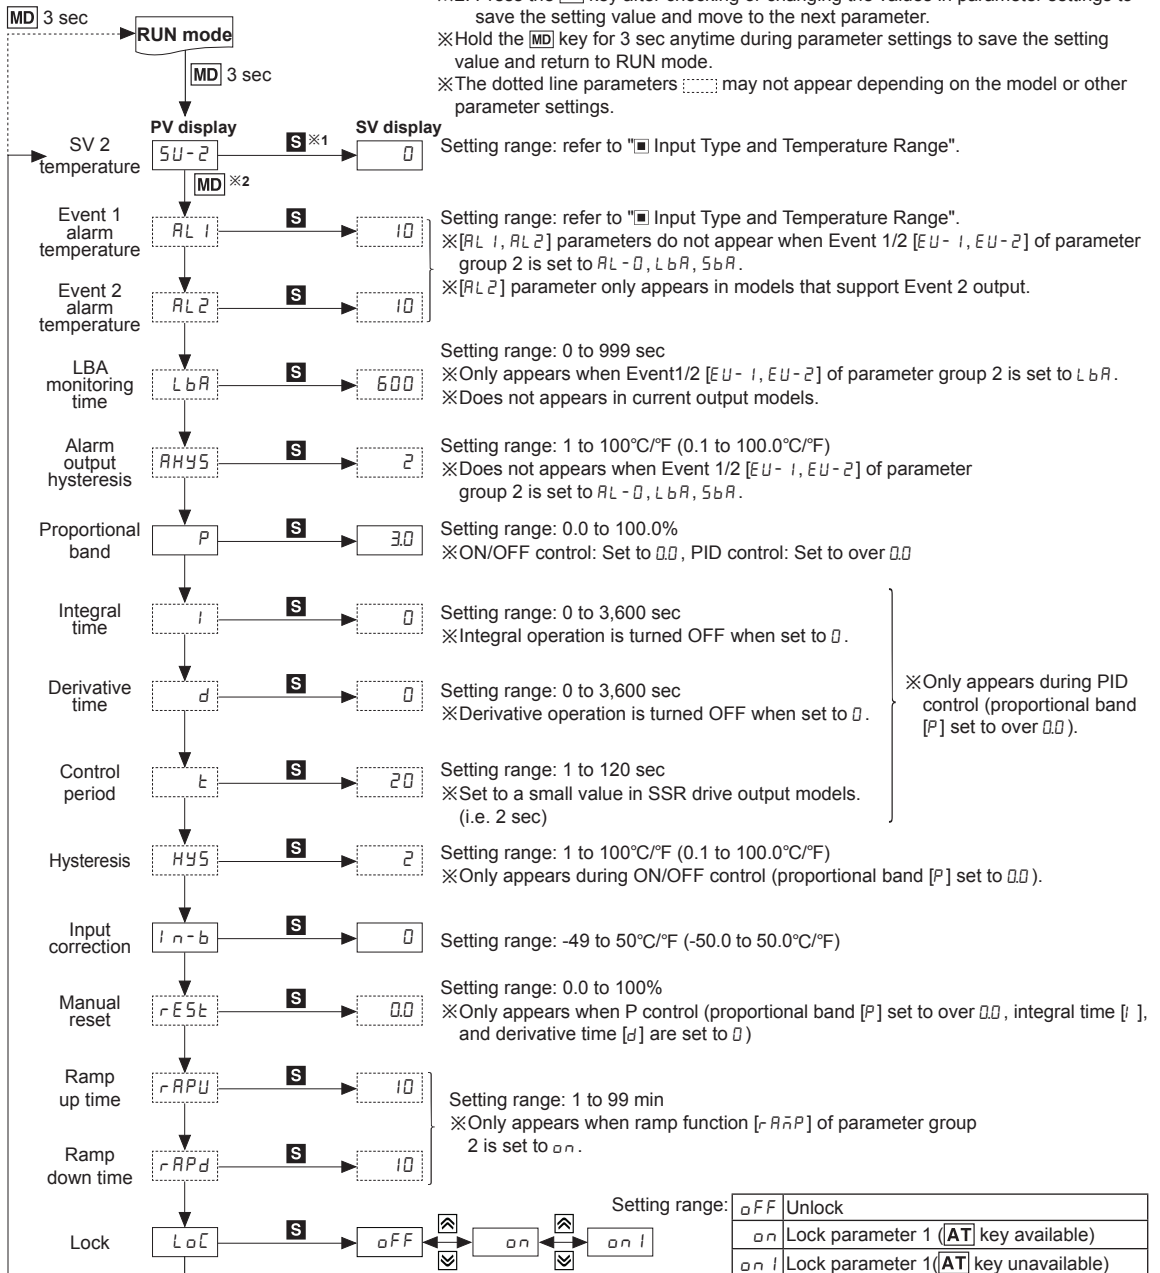 ※2: Press the MD key after checking or changing the values in parameter settings to
save the setting value and move to the next parameter.
※Hold the MD key for 3 sec anytime during parameter settings to save the setting
value and return to RUN mode.
※The dotted line parameters may not appear depending on the model or other
parameter settings.
MD 3 sec
RUN mode
MD 3 sec
PV display
SV display
SV 2
temperature
SU-2
S ※1
0
Setting range: refer to "▣ Input Type and Temperature Range".
MD ※2
Event 1
alarm
temperature
AL1
S
10
Setting range: refer to "▣ Input Type and Temperature Range".
※[AL1, AL2] parameters do not appear when Event 1/2 [EU-1, EU-2] of parameter
group 2 is set to AL-0, LbA, SbA.
※[AL2] parameter only appears in models that support Event 2 output.
Event 2
alarm
temperature
AL2
S
10
LBA
monitoring
time
LbA
S
600
Setting range: 0 to 999 sec
※Only appears when Event1/2 [EU-1, EU-2] of parameter group 2 is set to LbA.
※Does not appears in current output models.
Alarm
output
hysteresis
AHYS
S
2
Setting range: 1 to 100°C/°F (0.1 to 100.0°C/°F)
※Does not appears when Event 1/2 [EU-1, EU-2] of parameter
group 2 is set to AL-0, LbA, SbA.
Proportional
band
P
S
3.0
Setting range: 0.0 to 100.0%
※ON/OFF control: Set to 0.0, PID control: Set to over 0.0
Integral
time
I
S
0
Setting range: 0 to 3,600 sec
※Integral operation is turned OFF when set to 0.
Derivative
time
d
S
0
Setting range: 0 to 3,600 sec
※Derivative operation is turned OFF when set to 0.
※Only appears during PID
control (proportional band
[P] set to over 0.0).
Control
period
t
S
20
Setting range: 1 to 120 sec
※Set to a small value in SSR drive output models.
(i.e. 2 sec)
Hysteresis
HYS
S
2
Setting range: 1 to 100°C/°F (0.1 to 100.0°C/°F)
※Only appears during ON/OFF control (proportional band [P] set to 0.0).
Input
correction
In-b
S
0
Setting range: -49 to 50°C/°F (-50.0 to 50.0°C/°F)
Manual
reset
rESt
S
0.0
Setting range: 0.0 to 100%
※Only appears when P control (proportional band [P] set to over 0.0, integral time [I],
and derivative time [d] are set to 0)
Ramp
up time
rAPU
S
10
Setting range: 1 to 99 min
※Only appears when ramp function [rAMP] of parameter group
2 is set to on.
Ramp
down time
rAPd
S
10
Lock
LoC
S
oFF
on
on1
Setting range:
oFF Unlock
on Lock parameter 1 (AT key available)
on1 Lock parameter 1(AT key unavailable)